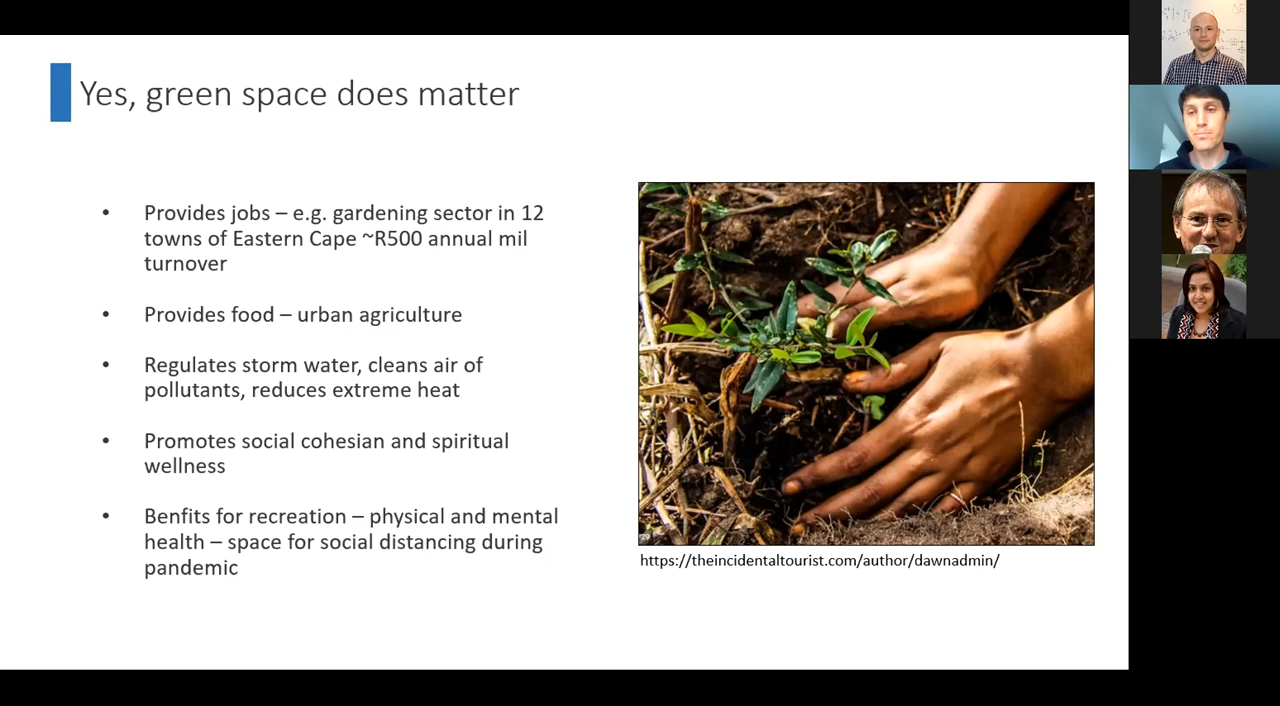 Yes, green space does matter
• Provides jobs – e.g. gardening sector in 12
towns of Eastern Cape ~R500 annual mil
turnover
• Provides food – urban agriculture
• Regulates storm water, cleans air of
pollutants, reduces extreme heat
• Promotes social cohesian and spiritual
wellness
• Benfits for recreation – physical and mental
health – space for social distancing during
pandemic
https://theincidentaltourist.com/author/dawnadmin/